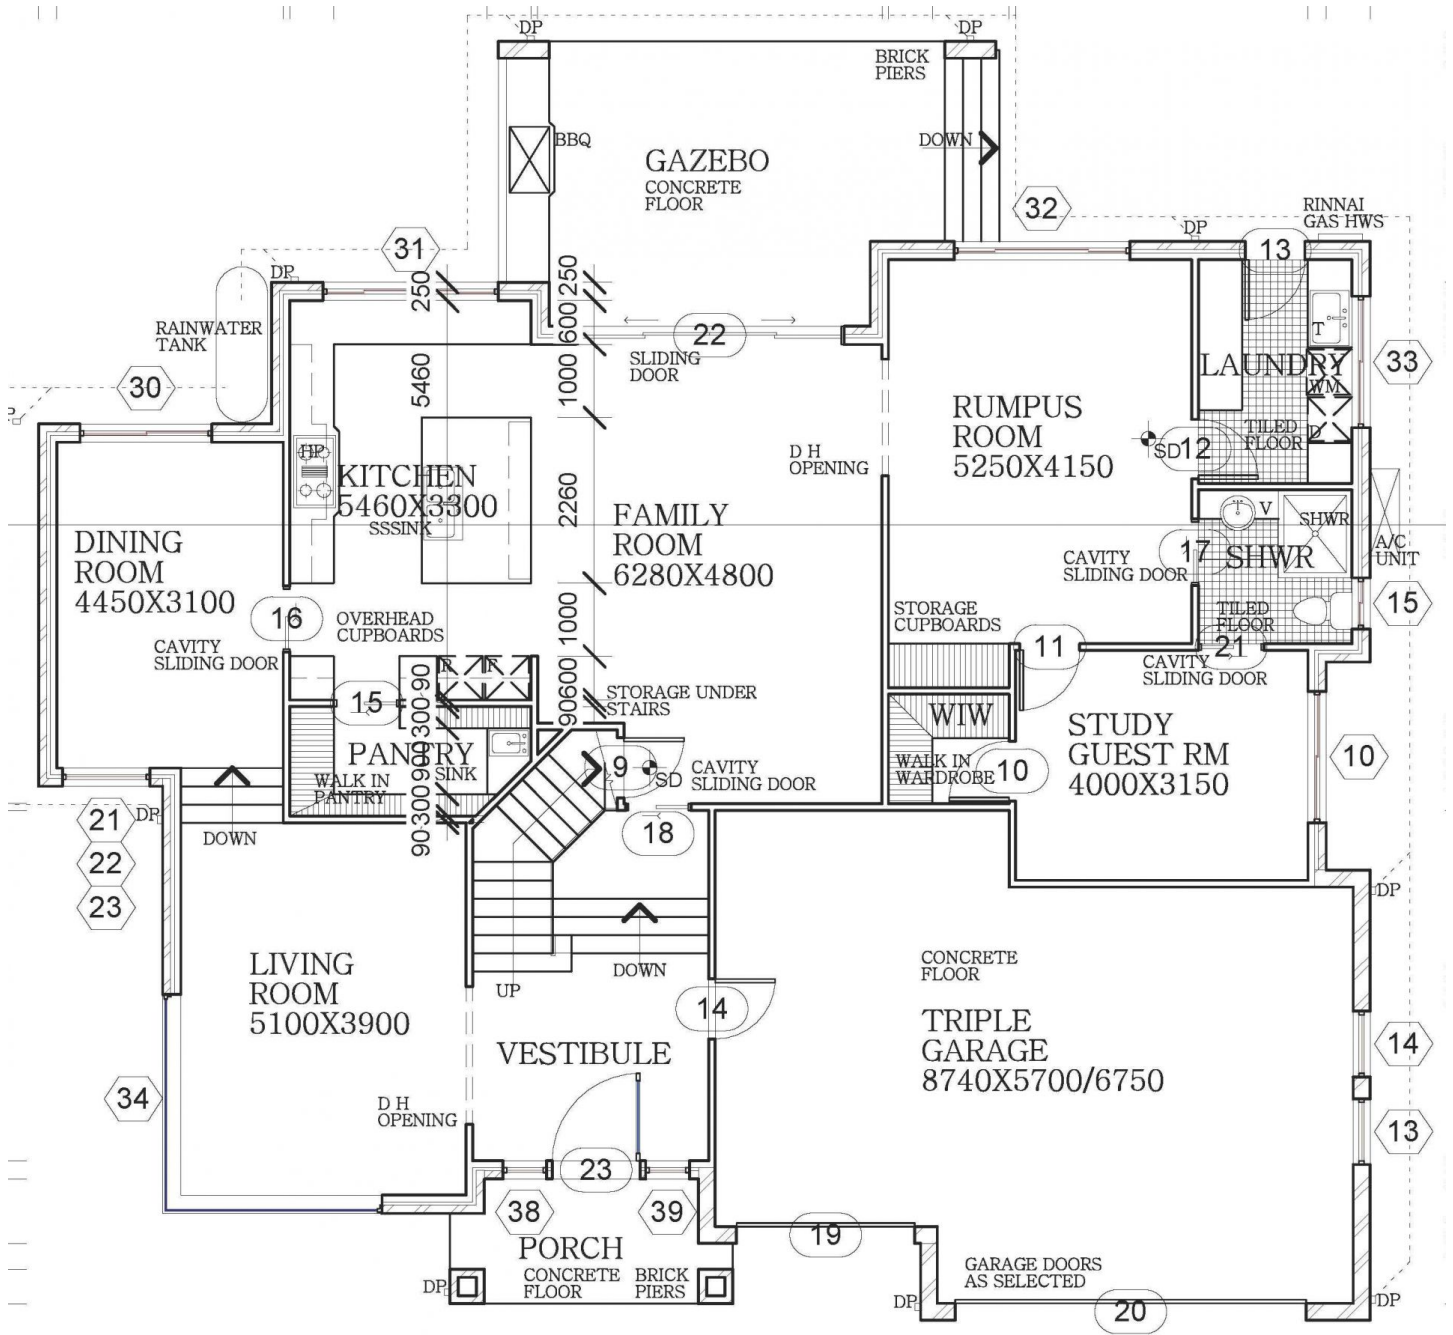 DP
DP
BRICK
PIERS
BBQ
DOWN
GAZEBO
CONCRETE
FLOOR
32
RINNAI
GAS HWS
DP
31
13
DP
250
250
RAINWATER
TANK
600
22
T
SLIDING
DOOR
33
30
5460
1000
LAUNDRY
WM
RUMPUS
ROOM
5250X4150
TILED
FLOOR
D
D H
OPENING
SD
12
HP
KITCHEN
5460X3300
SSSINK
2260
FAMILY
ROOM
6280X4800
V
SHWR
DINING
ROOM
4450X3100
CAVITY
SLIDING DOOR
17
SHWR
A/C
UNIT
16
OVERHEAD
CUPBOARDS
1000
STORAGE
CUPBOARDS
TILED
FLOOR
15
CAVITY
SLIDING DOOR
11
21
CAVITY
SLIDING DOOR
R
F
90
600
90
STORAGE UNDER
STAIRS
15
300
WIW
STUDY
GUEST RM
4000X3150
PANTRY
SINK
WALK IN
PANTRY
900
9
SD
CAVITY
SLIDING DOOR
WALK IN
WARDROBE
10
10
300
90
21
DP
DOWN
18
22
23
DP
LIVING
ROOM
5100X3900
UP
DOWN
CONCRETE
FLOOR
14
TRIPLE
GARAGE
8740X5700/6750
14
VESTIBULE
34
D H
OPENING
13
23
38
39
19
PORCH
CONCRETE
FLOOR
BRICK
PIERS
DP
GARAGE DOORS
AS SELECTED
DP
20
DP